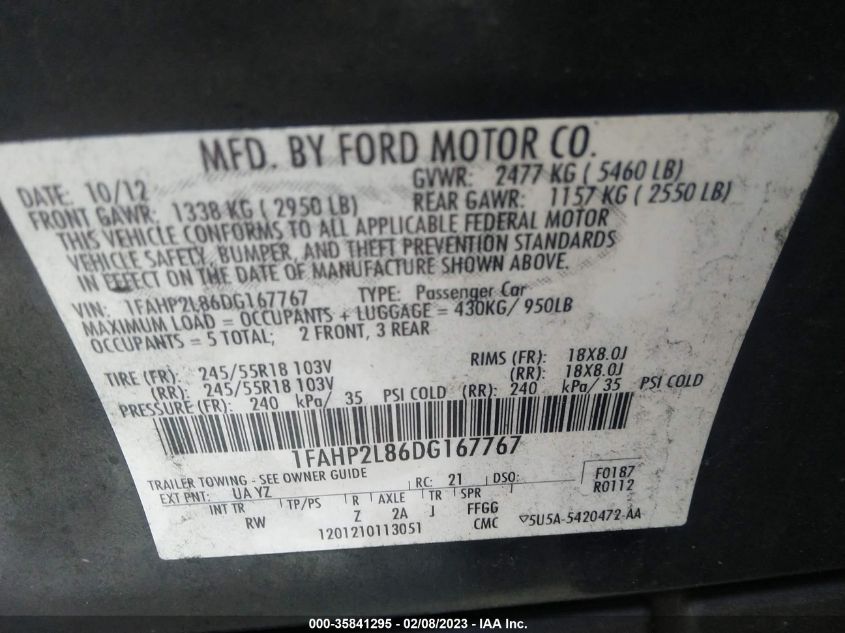 MFD. BY FORD MOTOR CO.
DATE: 10/12 GVWR: 2477 KG ( 5460 LB)
FRONT GAWR: 1338 KG ( 2950 LB) REAR GAWR: 1157 KG ( 2550 LB)
THIS VEHICLE CONFORMS TO ALL APPLICABLE FEDERAL MOTOR
VEHICLE SAFETY, BUMPER, AND THEFT PREVENTION STANDARDS
IN EFFECT ON THE DATE OF MANUFACTURE SHOWN ABOVE.
VIN: 1FAHP2L86DG167767 TYPE: Passenger Car
MAXIMUM LOAD = OCCUPANTS + LUGGAGE = 430KG/ 950LB
OCCUPANTS = 5 TOTAL; 2 FRONT, 3 REAR
TIRE (FR): 245/55R18 103V RIMS (FR): 18X8.0J
(RR): 245/55R18 103V (RR): 18X8.0J
PRESSURE (FR): 240 kPa/ 35 PSI COLD (RR): 240 kPa/ 35 PSI COLD
1FAHP2L86DG167767
TRAILER TOWING - SEE OWNER GUIDE
EXT PNT: UA YZ RC: 21 DSO: F0187
R0112
INT TR TP/PS R AXLE TR SPR
RW Z 2A J FFGG
1201210113051 CMC ▽5U5A-5420472-AA
000-35841295 - 02/08/2023 - IAA Inc.